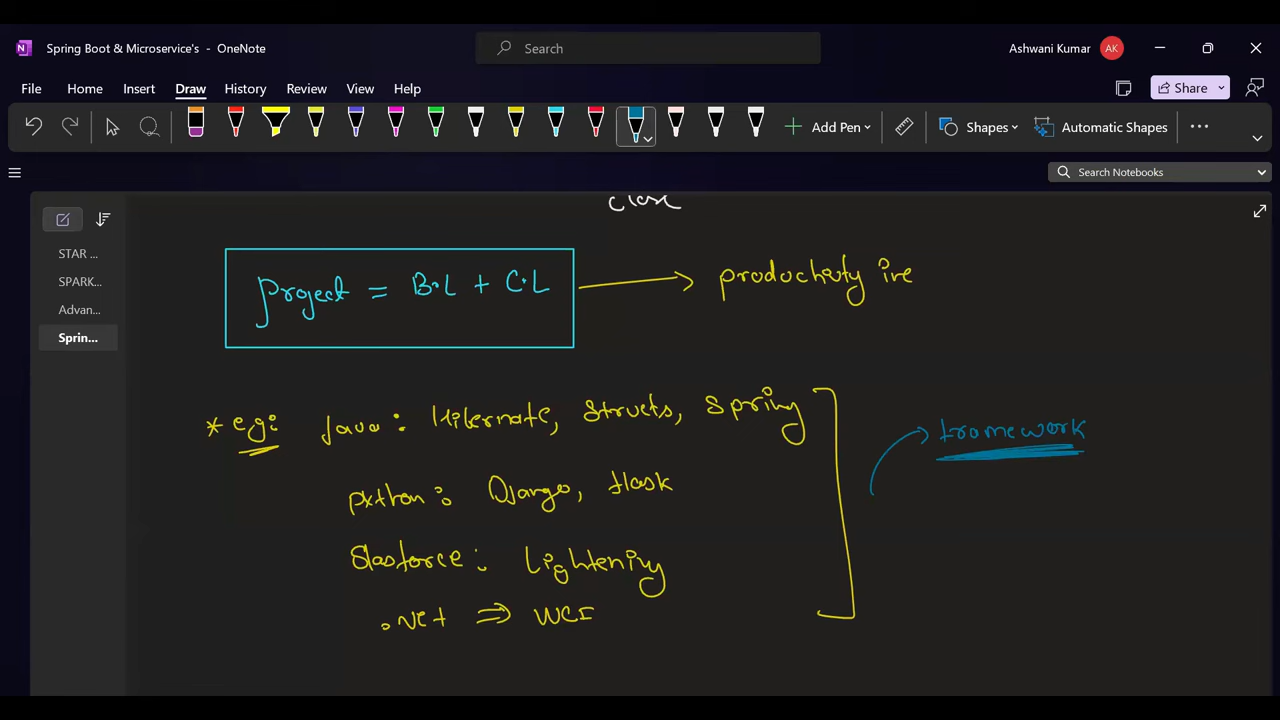 Spring Boot & Microservice's - OneNote
Search
Ashwani Kumar AK
File Home Insert Draw History Review View Help
Share
Add Pen Shapes Automatic Shapes
Search Notebooks
STAR ...
SPARK...
Advan...
Sprin...
Project = B.L + C.L
productivity ire
*eg: Java: Hibernate, Structs, Spring
framework
python: Django, flask
Slasforce: Lightening
.Net ⇒ WCF